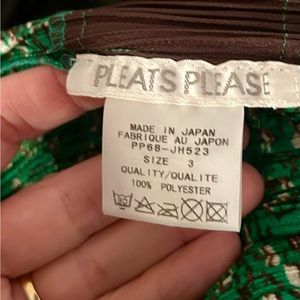 PLEATS PLEASE
MADE IN JAPAN
FABRIQUE AU JAPON
PP68-JH523
SIZE 3
QUALITY/QUALITE
100% POLYESTER